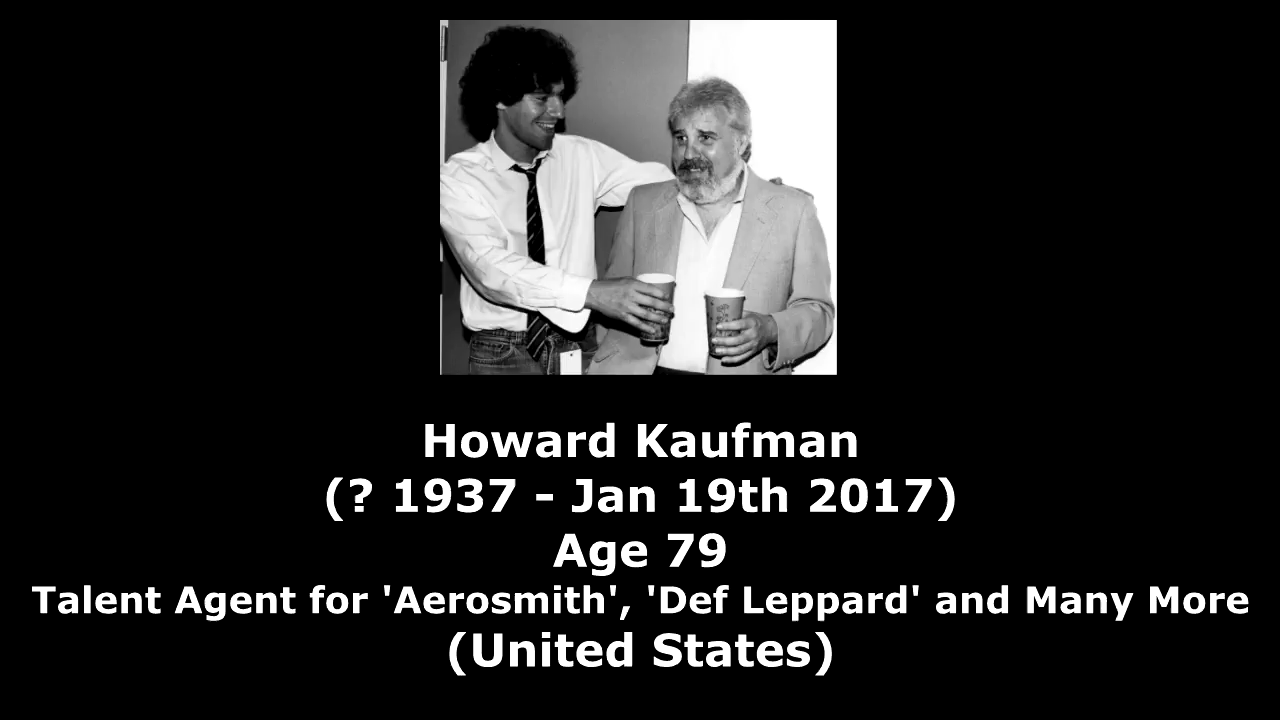 Howard Kaufman
(? 1937 - Jan 19th 2017)
Age 79
Talent Agent for 'Aerosmith', 'Def Leppard' and Many More
(United States)